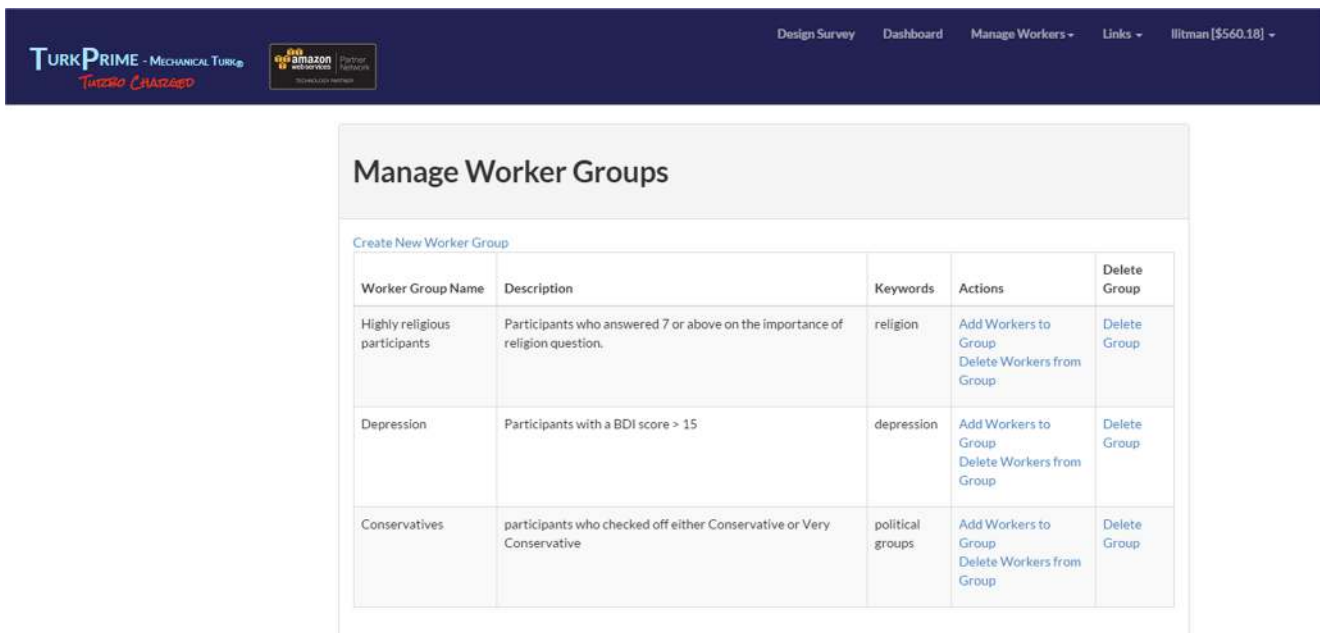 Design Survey Dashboard Manage Workers Links llitman [$560.18]
TURKPRIME - MECHANICAL TURK®
TURBO CHARGED
amazon webservices Partner Network
TECHNOLOGY PARTNER
Manage Worker Groups
Create New Worker Group
Worker Group Name Description Keywords Actions Delete Group
Highly religious participants Participants who answered 7 or above on the importance of religion question. religion Add Workers to Group Delete Workers from Group Delete Group
Depression Participants with a BDI score > 15 depression Add Workers to Group Delete Workers from Group Delete Group
Conservatives participants who checked off either Conservative or Very Conservative political groups Add Workers to Group Delete Workers from Group Delete Group